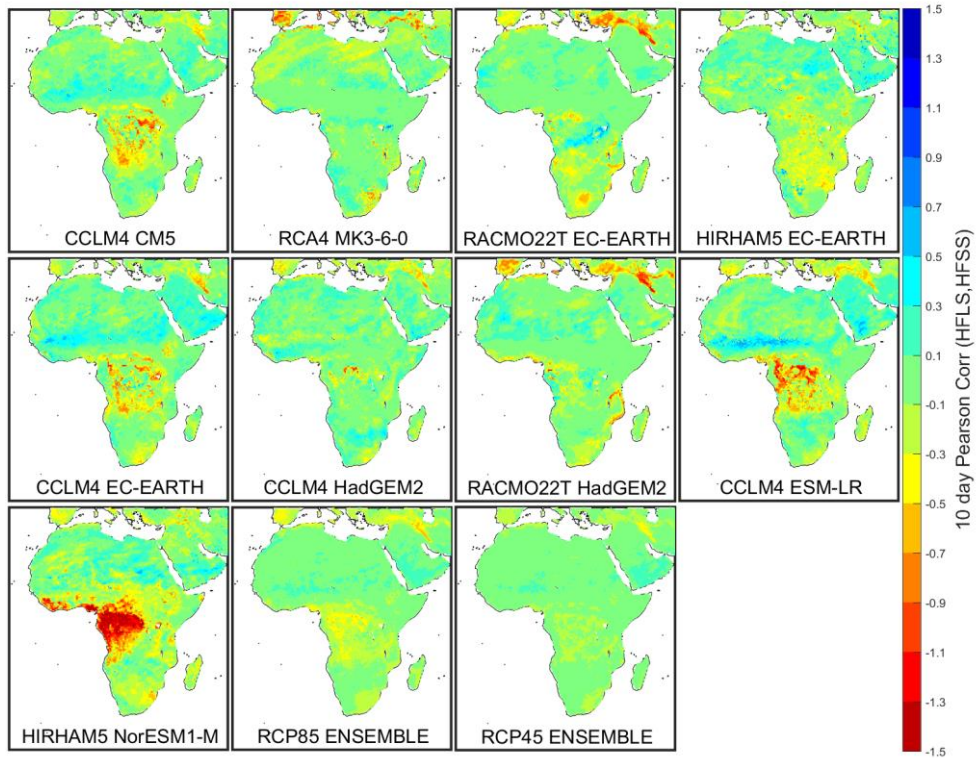 CCLM4 CM5
RCA4 MK3-6-0
RACMO22T EC-EARTH
HIRHAM5 EC-EARTH
CCLM4 EC-EARTH
CCLM4 HadGEM2
RACMO22T HadGEM2
CCLM4 ESM-LR
HIRHAM5 NorESM1-M
RCP85 ENSEMBLE
RCP45 ENSEMBLE
1.5
1.3
1.1
0.9
0.7
0.5
0.3
0.1
-0.1
-0.3
-0.5
-0.7
-0.9
-1.1
-1.3
-1.5
10 day Pearson Corr (HFLS,HFSS)